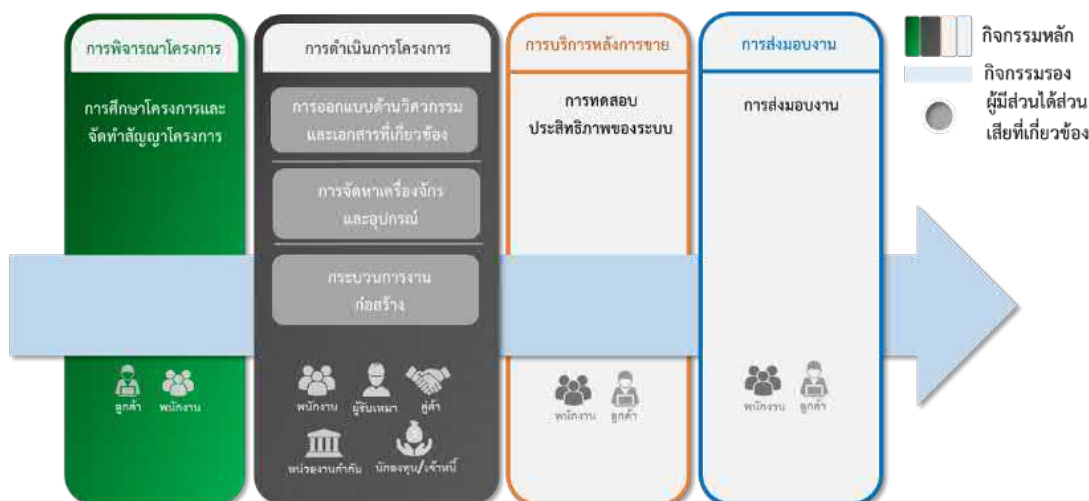 การพิจารณาโครงการ
การศึกษาโครงการและ
จัดทำสัญญาโครงการ
ลูกค้า พนักงาน
การดำเนินการโครงการ
การออกแบบด้านวิศวกรรม
และเอกสารที่เกี่ยวข้อง
การจัดหาเครื่องจักร
และอุปกรณ์
กระบวนการงาน
ก่อสร้าง
พนักงาน ผู้รับเหมา คู่ค้า
หน่วยงานกำกับ นักลงทุน/เจ้าหนี้
การบริการหลังการขาย
การทดสอบ
ประสิทธิภาพของระบบ
พนักงาน ลูกค้า
การส่งมอบงาน
การส่งมอบงาน
พนักงาน ลูกค้า
กิจกรรมหลัก
กิจกรรมรอง
ผู้มีส่วนได้ส่วน
เสียที่เกี่ยวข้อง